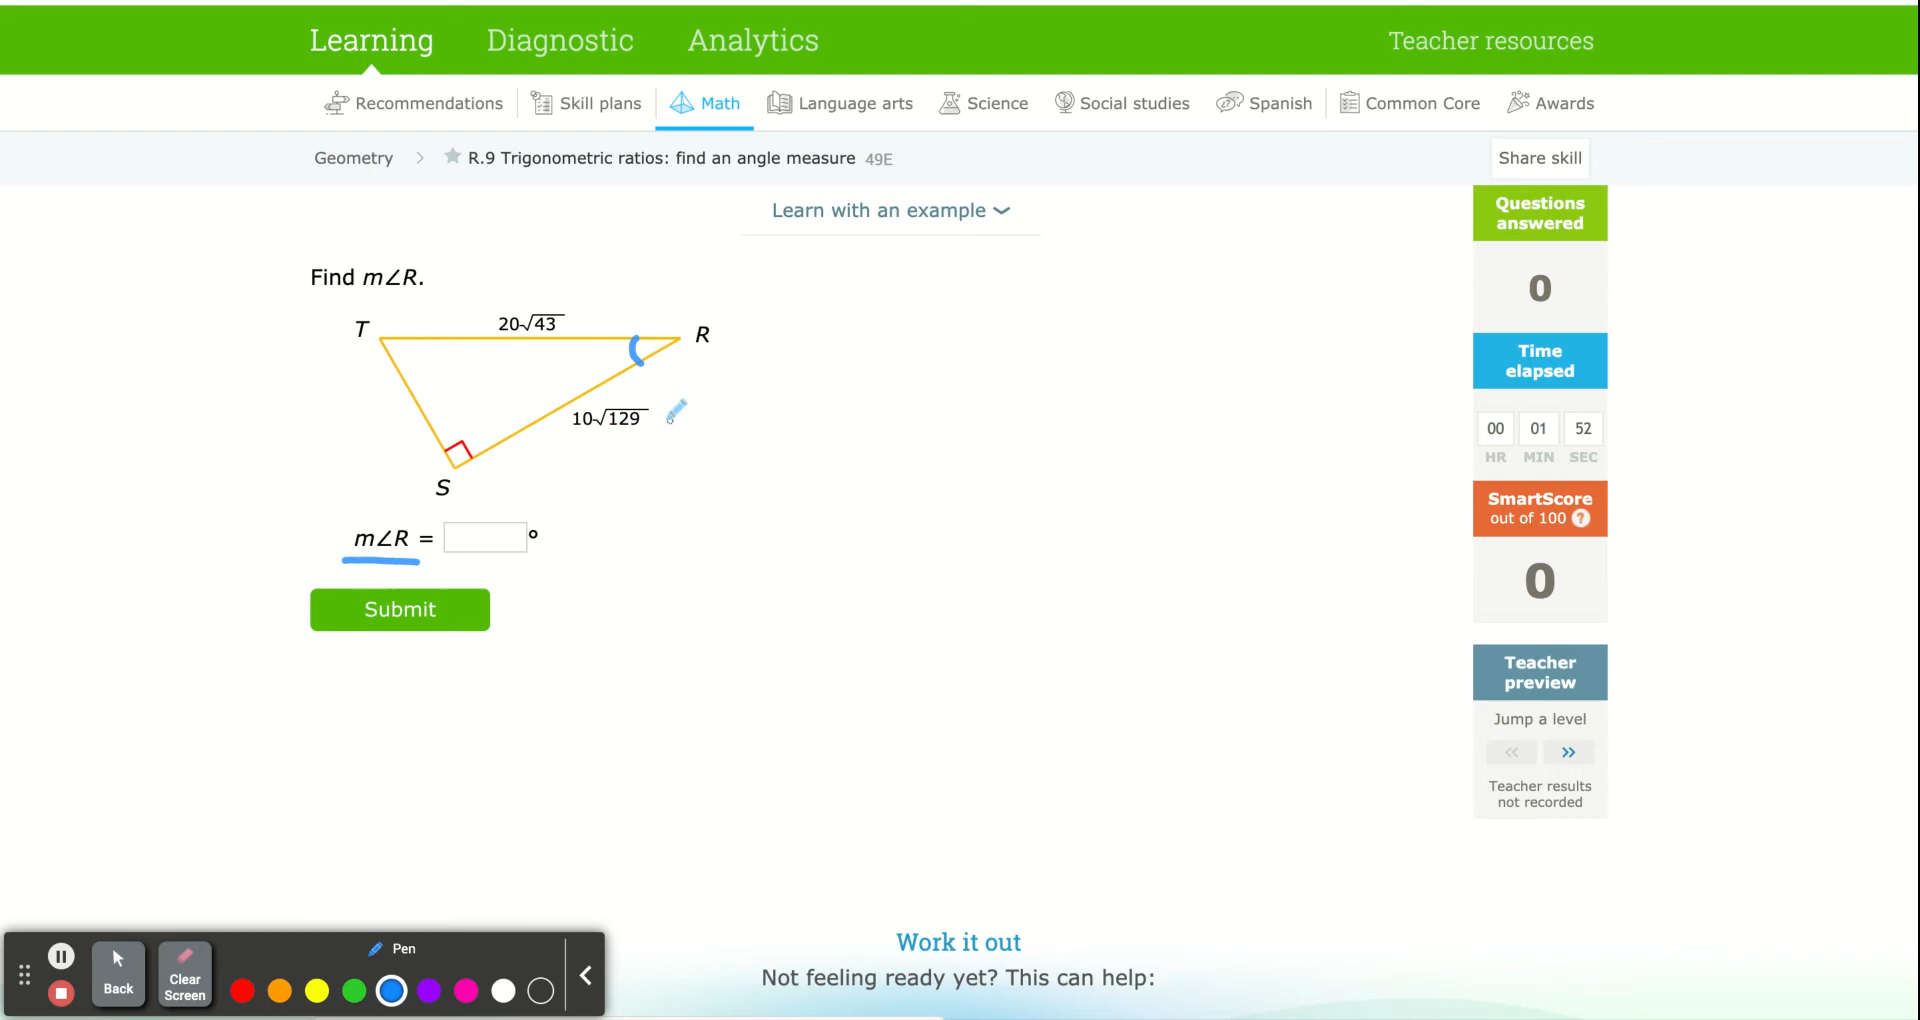 Learning Diagnostic Analytics Teacher resources
Recommendations Skill plans Math Language arts Science Social studies Spanish Common Core Awards
Geometry > R.9 Trigonometric ratios: find an angle measure 49E Share skill
Learn with an example
Questions
answered
0
Time
elapsed
00 01 52
HR MIN SEC
SmartScore
out of 100 ?
0
Teacher
preview
Jump a level
<< >>
Teacher results
not recorded
Find m∠R.
T 20√43 R
10√129
S
m∠R = °
Submit
Work it out
Not feeling ready yet? This can help:
Pen
Back
Clear
Screen